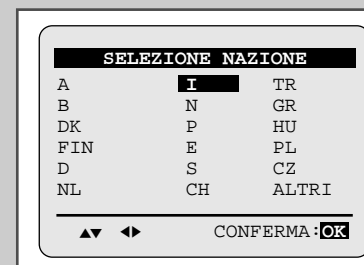 SELEZIONE NAZIONE
A I TR
B N GR
DK P HU
FIN E PL
D S CZ
NL CH ALTRI
▲▼ ◀▶ CONFERMA:OK